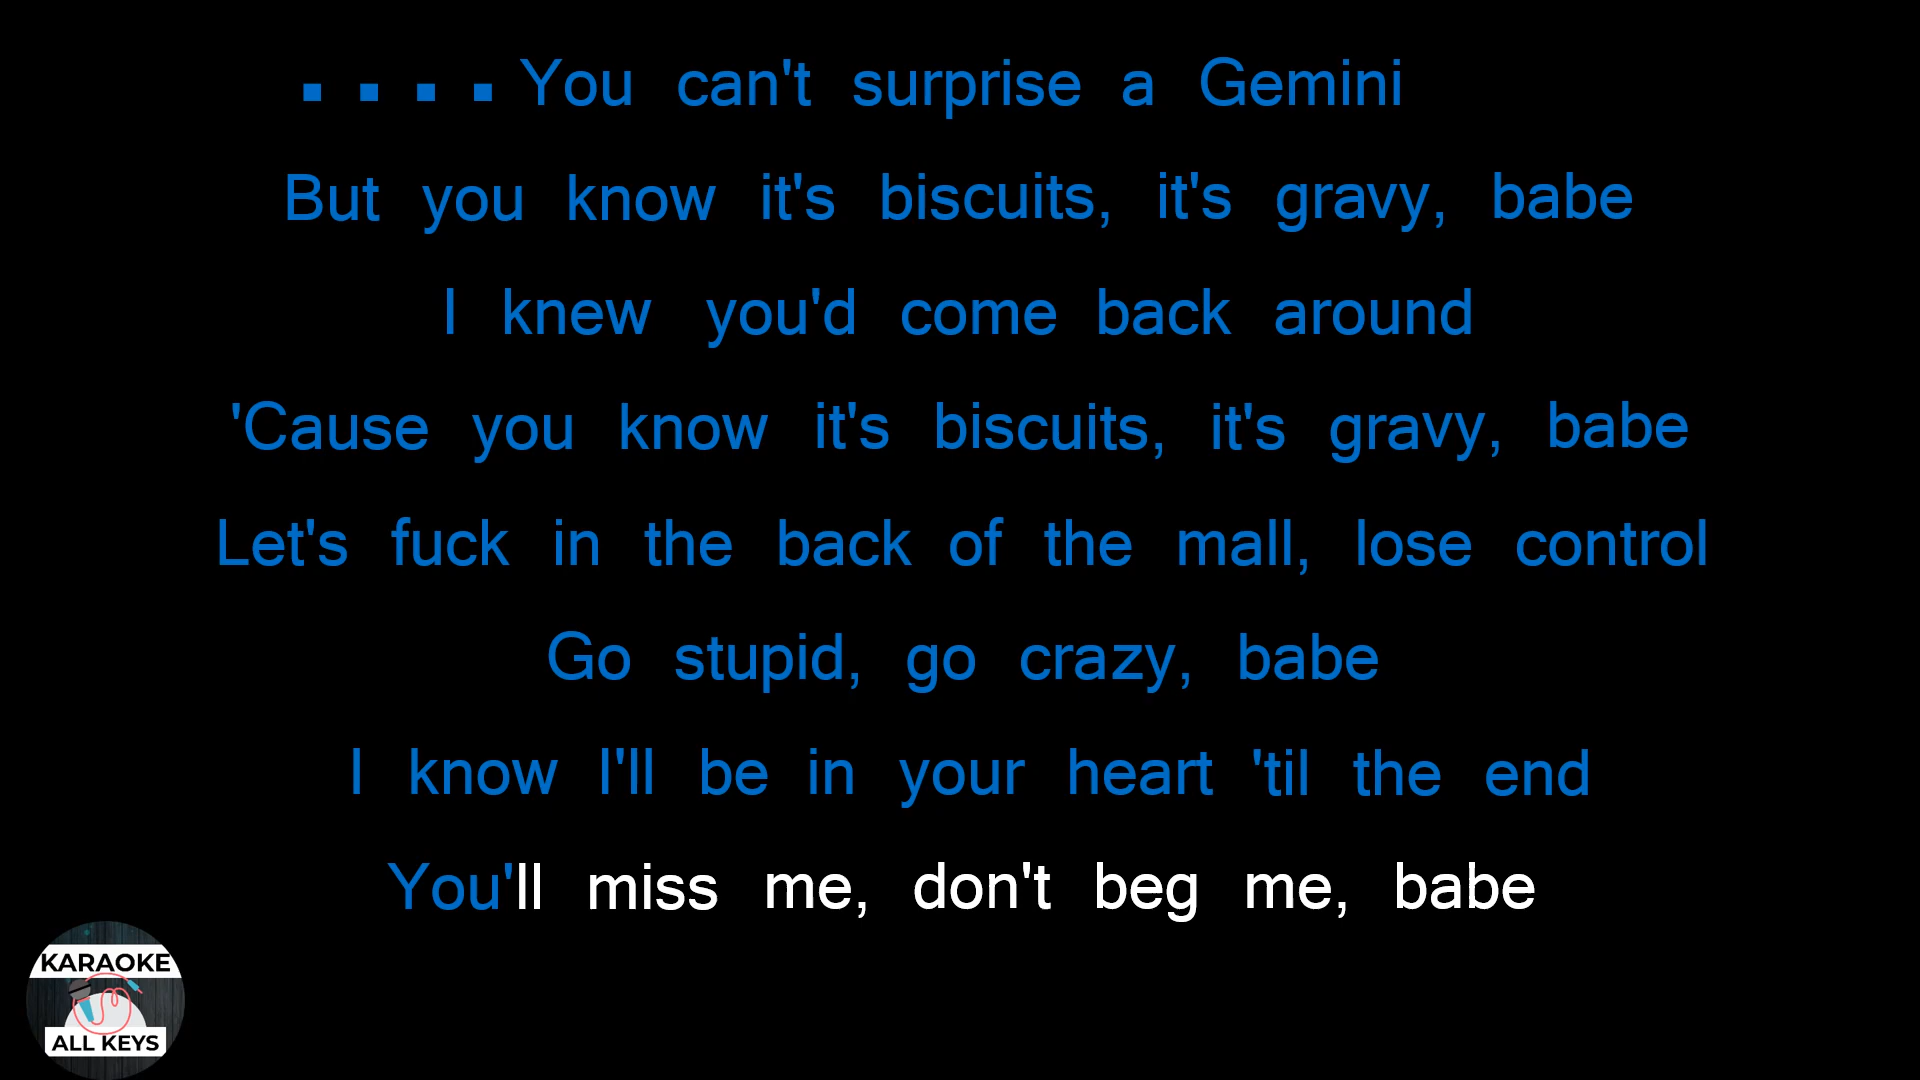 You can't surprise a Gemini
But you know it's biscuits, it's gravy, babe
I knew you'd come back around
'Cause you know it's biscuits, it's gravy, babe
Let's fuck in the back of the mall, lose control
Go stupid, go crazy, babe
I know I'll be in your heart 'til the end
You'll miss me, don't beg me, babe
KARAOKE
ALL KEYS